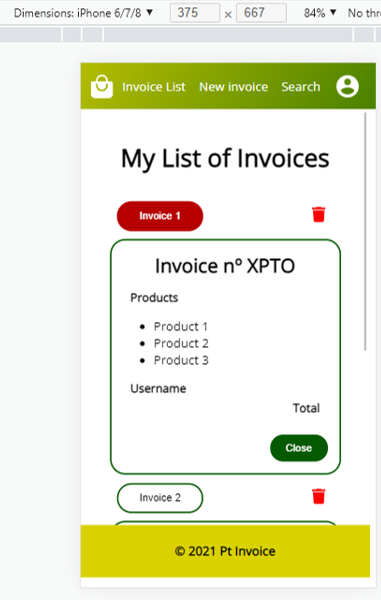 Dimensions: iPhone 6/7/8 ▼ 375 × 667 84% ▼ No
Invoice List New invoice Search
My List of Invoices
Invoice 1
Invoice nº XPTO
Products
• Product 1
• Product 2
• Product 3
Username
Total
Close
Invoice 2
© 2021 Pt Invoice